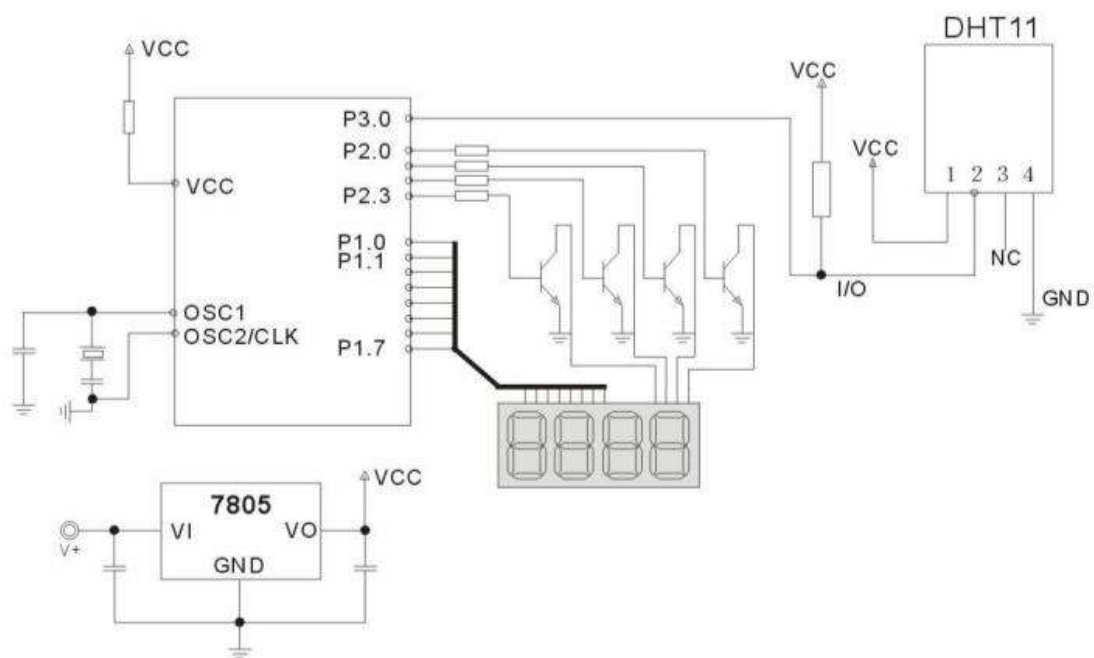 DHT11
VCC
VCC
VCC
1 2 3 4
NC
I/O
GND
VCC
P3.0
P2.0
P2.3
P1.0
P1.1
P1.7
OSC1
OSC2/CLK
VCC
7805
VI
VO
GND
V+